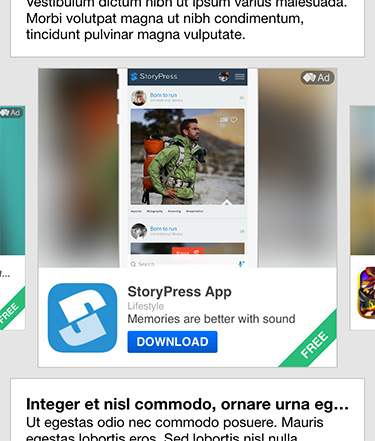 Vestibulum dictum nibh ut ipsum varius malesuada.
Morbi volutpat magna ut nibh condimentum,
tincidunt pulvinar magna vulputate.
Ad
StoryPress
Ad
Born to run
Born to run
Search
StoryPress App
Lifestyle
Memories are better with sound
DOWNLOAD
FREE
FREE
Integer et nisl commodo, ornare urna eg...
Ut egestas odio nec commodo posuere. Mauris
egestas lobortis eros. Sed lobortis nisl nulla